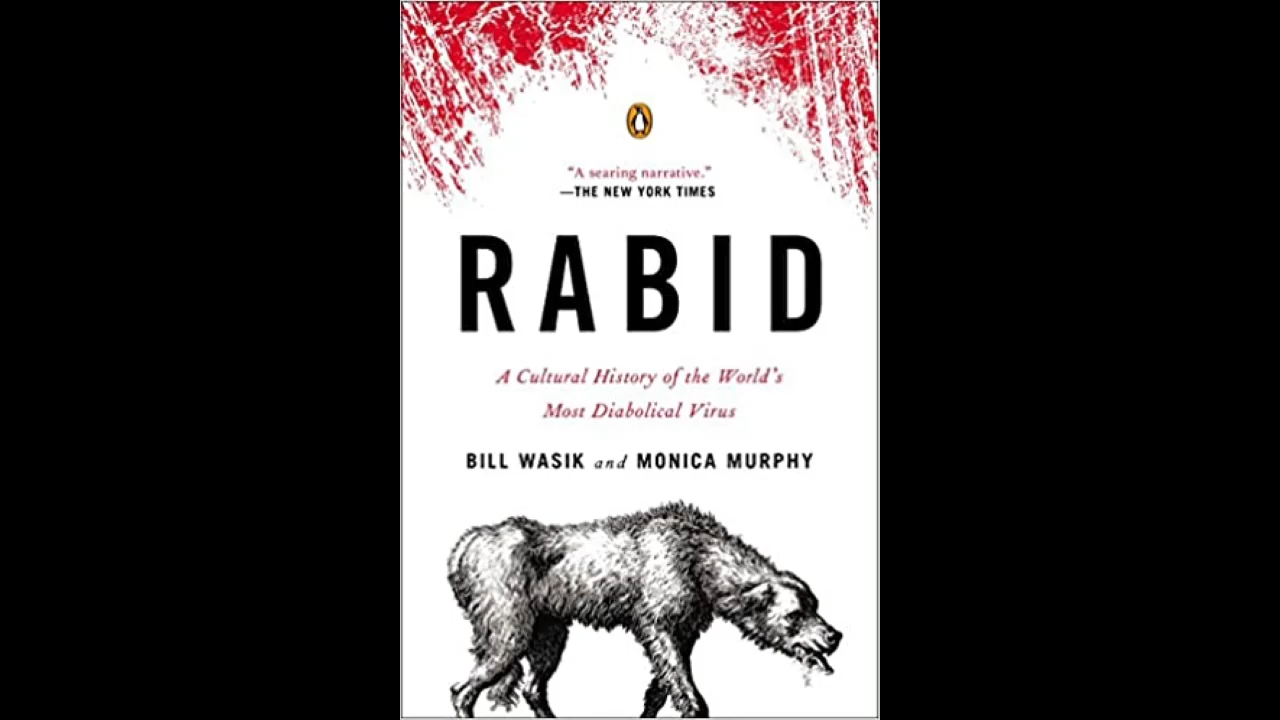 “A searing narrative.”
—THE NEW YORK TIMES
RABID
A Cultural History of the World's
Most Diabolical Virus
BILL WASIK and MONICA MURPHY